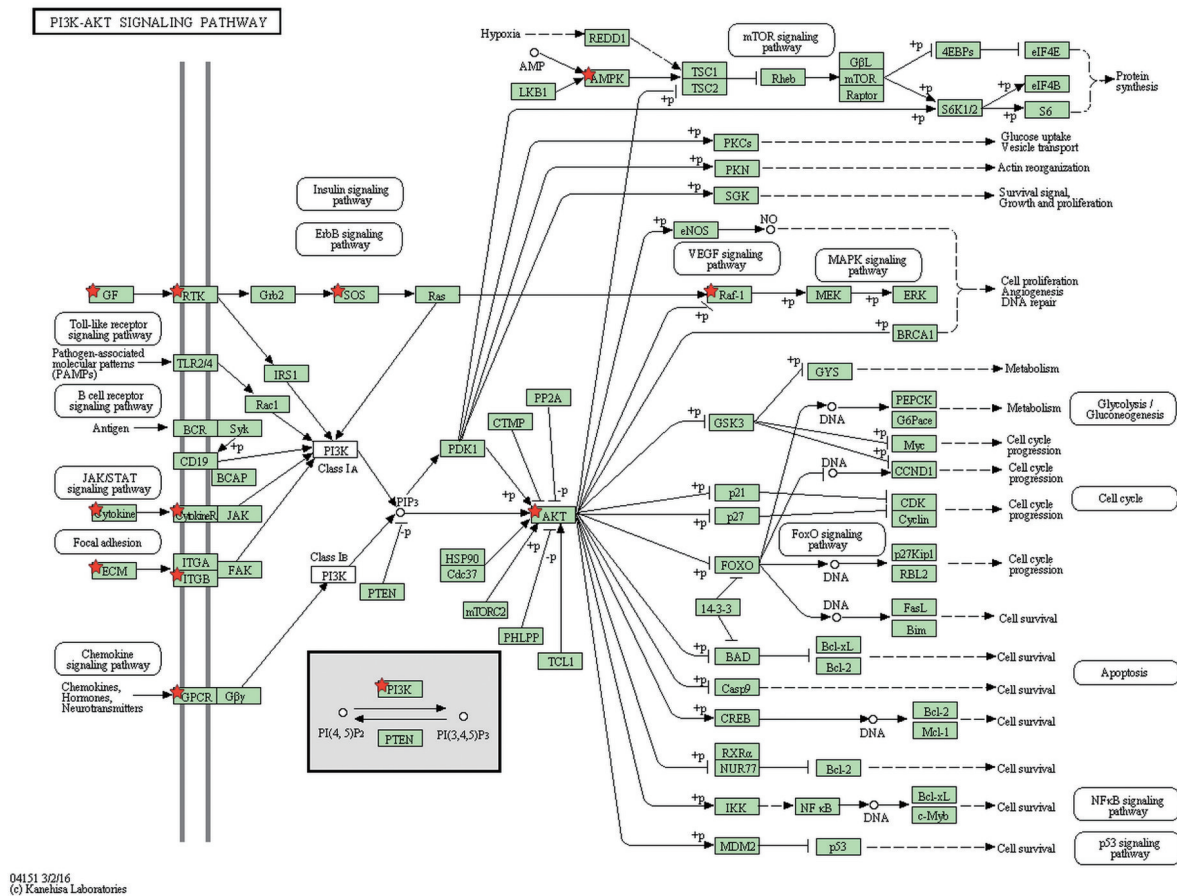 PI3K-AKT SIGNALING PATHWAY
Hypoxia
REDD1
mTOR signaling
pathway
AMP
AMPK
LKB1
TSC1
TSC2
+p
Rheb
GβL
mTOR
Raptor
+p
+p
4EBPs
eIF4E
S6K1/2
+p
+p
+p
eIF4B
S6
Protein
synthesis
+p
PKCs
Glucose uptake
Vesicle transport
+p
PKN
Actin reorganization
+p
SGK
Survival signal,
Growth and proliferation
Insulin signaling
pathway
ErbB signaling
pathway
+p
eNOS
NO
VEGF signaling
pathway
MAPK signaling
pathway
GF
RTK
Grb2
SOS
Ras
Raf-1
+p
+p
MEK
+p
ERK
Cell proliferation
Angiogenesis
DNA repair
+p
BRCA1
Toll-like receptor
signaling pathway
Pathogen-associated
molecular patterns
(PAMPs)
TLR2/4
IRS1
Rac1
B cell receptor
signaling pathway
Antigen
BCR
Syk
+p
CD19
BCAP
PI3K
Class IA
JAK/STAT
signaling pathway
Cytokine
CytokineR
JAK
Focal adhesion
ECM
ITGA
ITGB
FAK
Chemokine
signaling pathway
Chemokines,
Hormones,
Neurotransmitters
GPCR
Gβγ
Class IB
PI3K
PIP3
-p
PTEN
PDK1
CTMP
PP2A
+p
-p
AKT
+p
-p
HSP90
Cdc37
mTORC2
PHLPP
TCL1
PI3K
PI(4, 5)P2
PI(3,4,5)P3
PTEN
+p
GYS
Metabolism
+p
GSK3
DNA
PEPCK
G6Pace
Metabolism
Glycolysis /
Gluconeogenesis
+p
Myc
Cell cycle
progression
+p
DNA
CCND1
Cell cycle
progression
+p
p21
+p
p27
CDK
Cyclin
Cell cycle
progression
Cell cycle
FoxO signaling
pathway
+p
FOXO
DNA
p27Kip1
RBL2
Cell cycle
progression
14-3-3
DNA
FasL
Bim
Cell survival
+p
BAD
Bcl-xL
Bcl-2
Cell survival
Apoptosis
+p
Casp9
Cell survival
+p
CREB
DNA
Bcl-2
Mcl-1
Cell survival
+p
RXRα
NUR77
Bcl-2
Cell survival
+p
IKK
NFκB
DNA
Bcl-xL
c-Myb
Cell survival
NFκB signaling
pathway
+p
MDM2
p53
Cell survival
p53 signaling
pathway
04151 3/2/16
(c) Kanehisa Laboratories